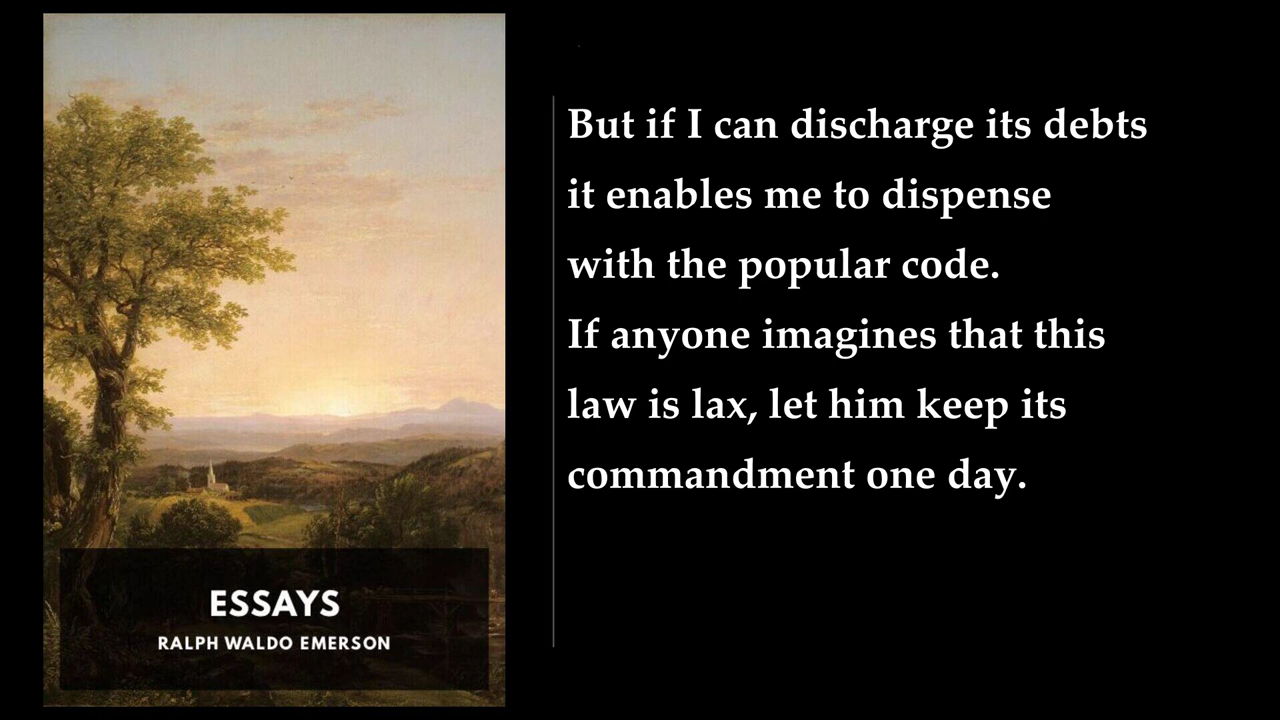 ESSAYS
RALPH WALDO EMERSON
But if I can discharge its debts
it enables me to dispense
with the popular code.
If anyone imagines that this
law is lax, let him keep its
commandment one day.